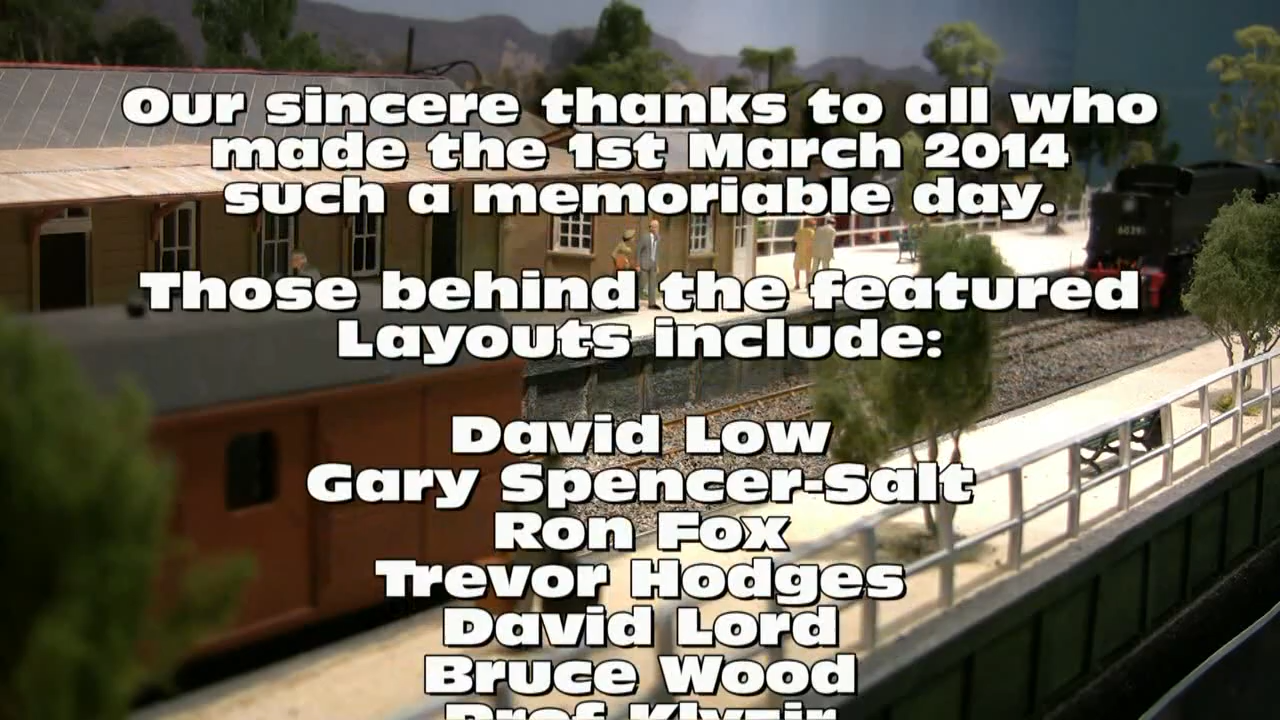 Our sincere thanks to all who
made the 1st March 2014
such a memoriable day.
Those behind the featured
Layouts include:
David Low
Gary Spencer-Salt
Ron Fox
Trevor Hodges
David Lord
Bruce Wood